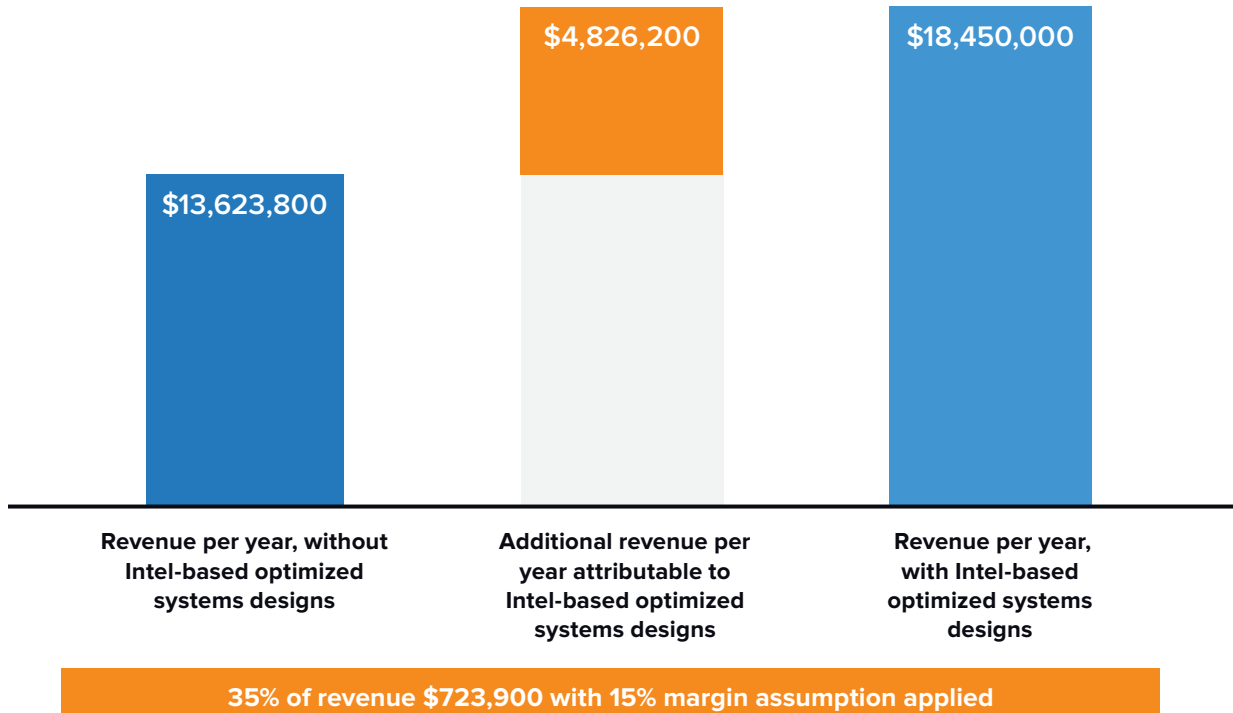 $13,623,800
$4,826,200
$18,450,000
Revenue per year, without
Intel-based optimized
systems designs
Additional revenue per
year attributable to
Intel-based optimized
systems designs
Revenue per year,
with Intel-based
optimized systems
designs
35% of revenue $723,900 with 15% margin assumption applied